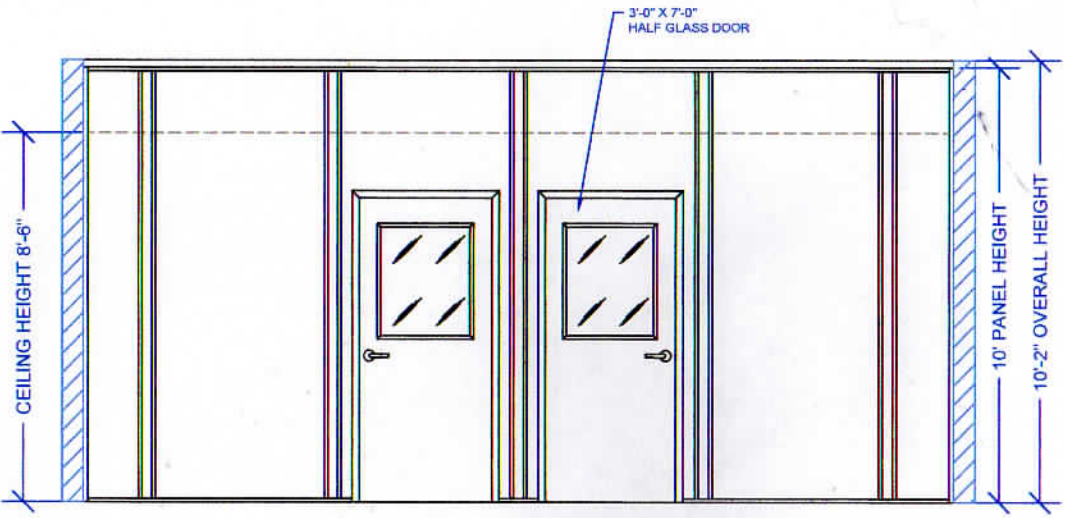 3'-0" X 7'-0"
HALF GLASS DOOR
CEILING HEIGHT 8'-6"
10' PANEL HEIGHT
10'-2" OVERALL HEIGHT